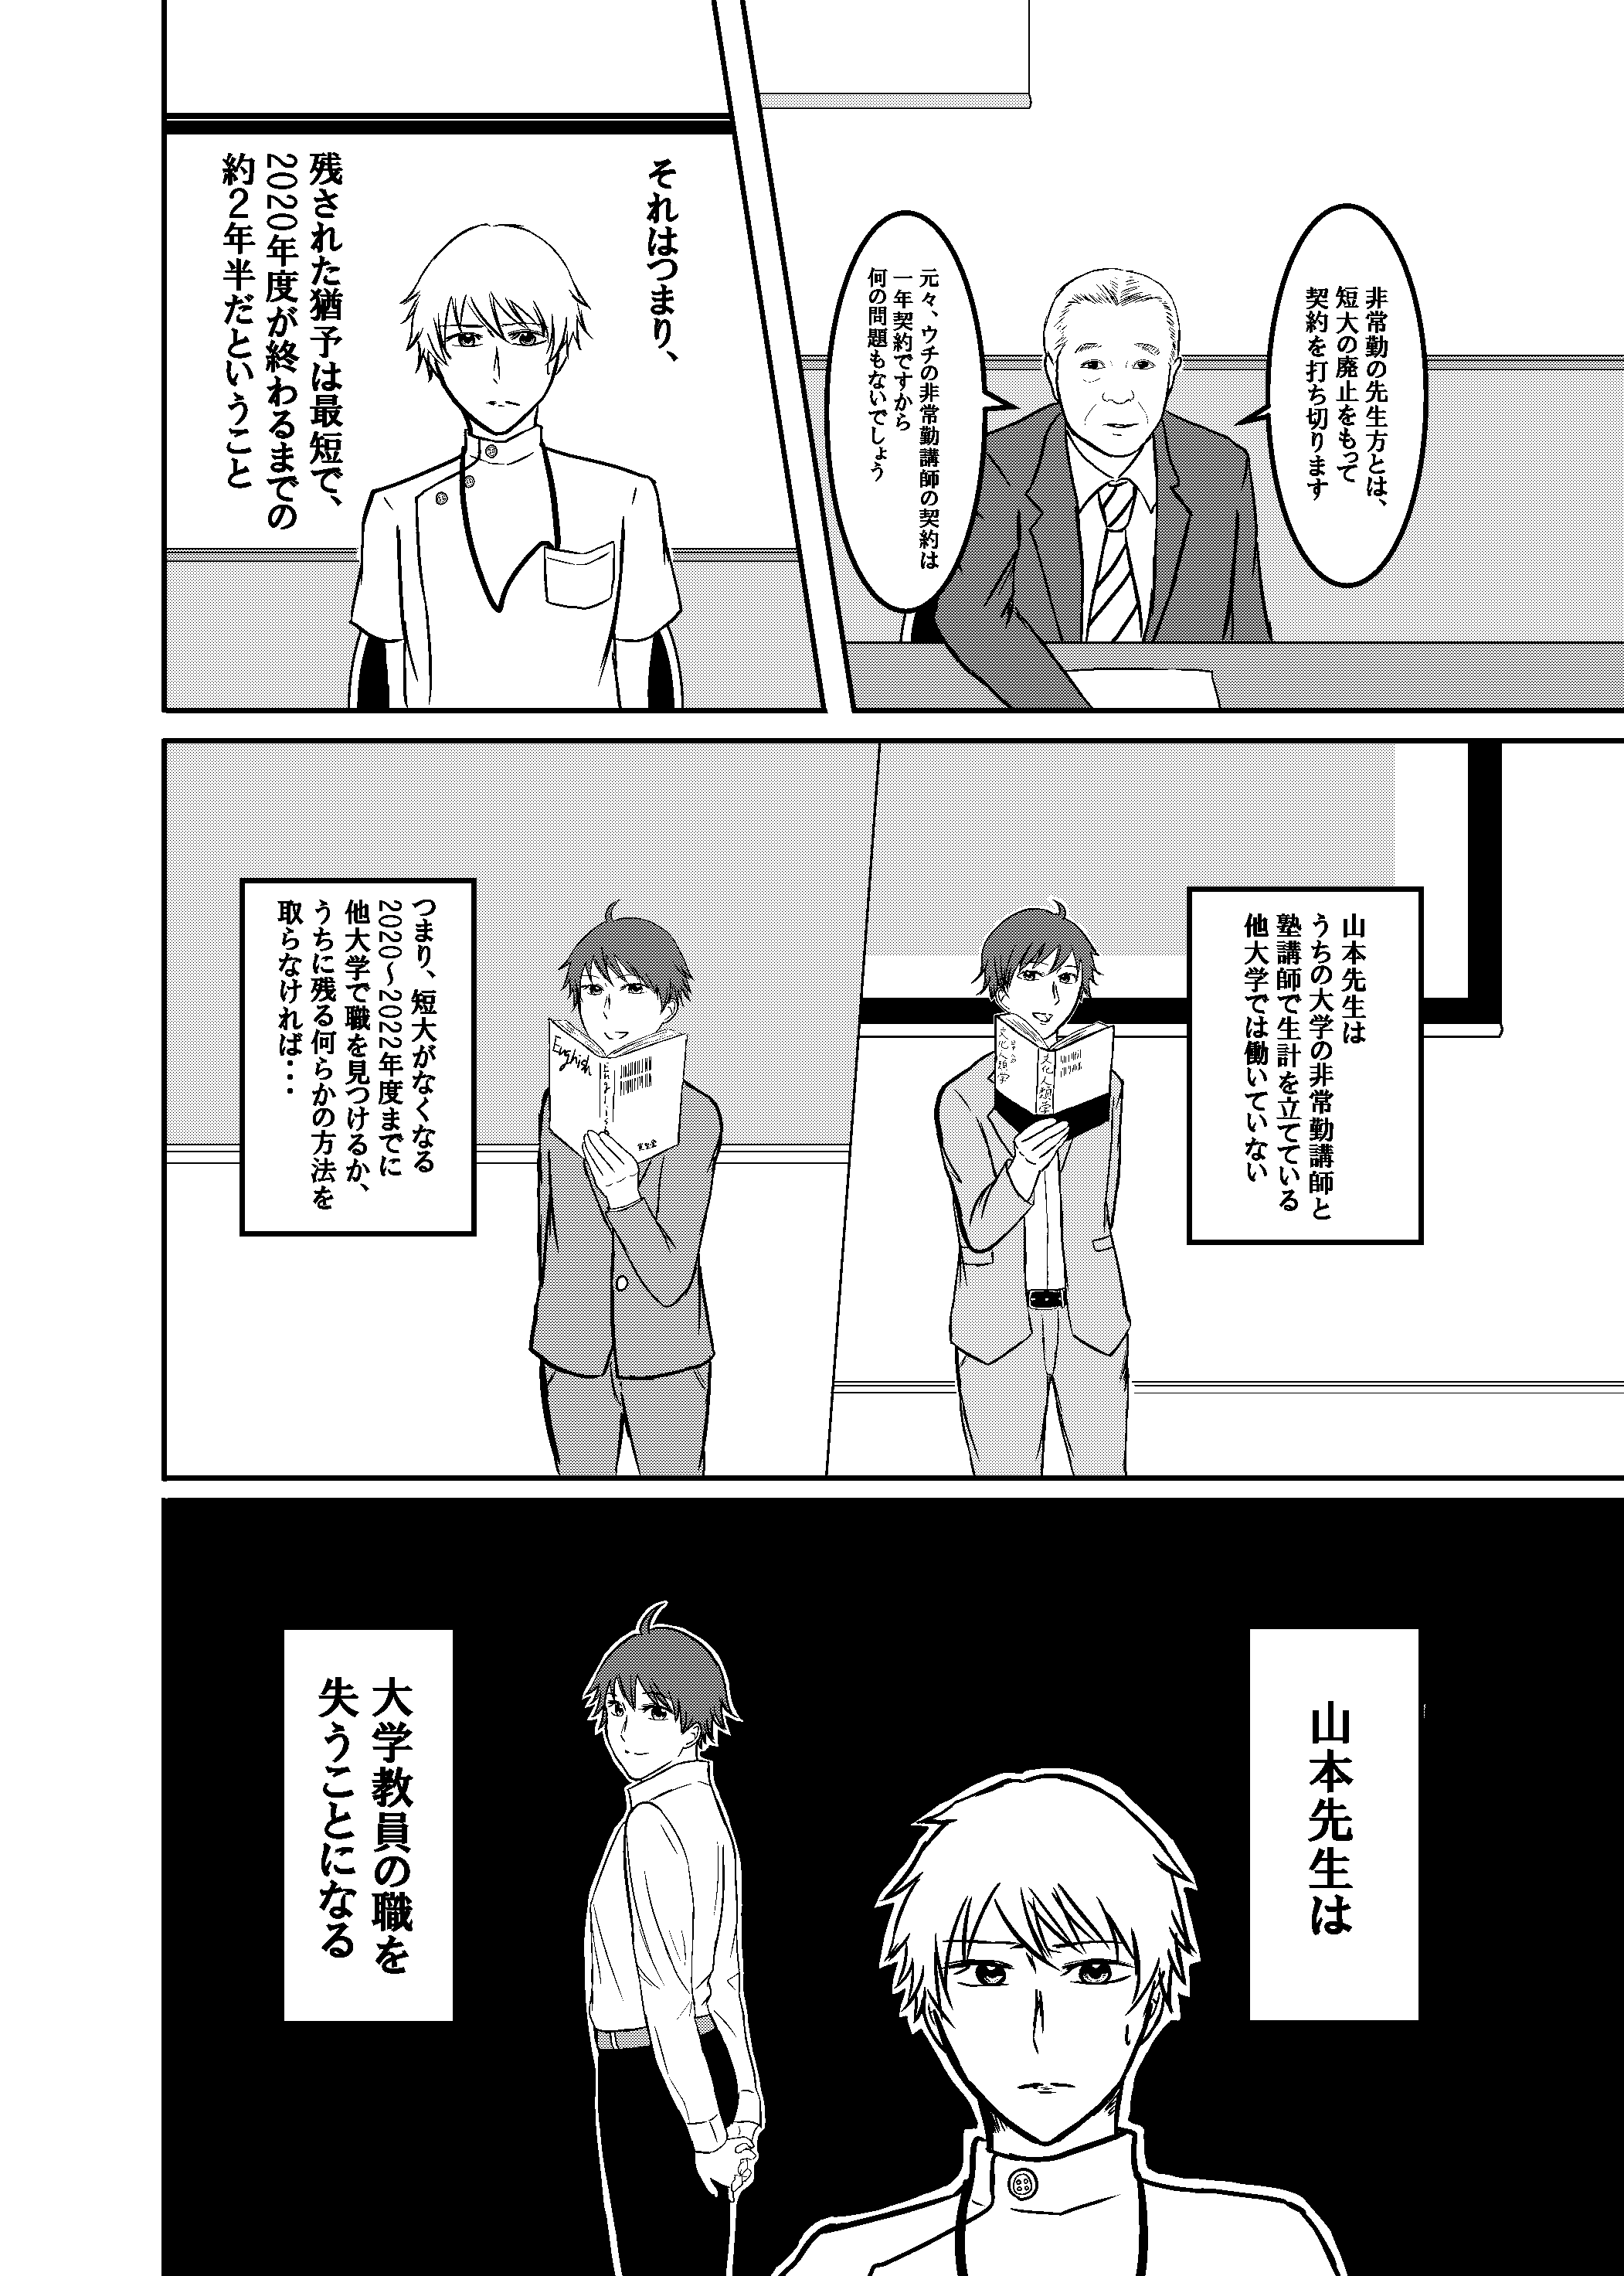 非常勤の先生方とは、
短大の廃止をもって
契約を打ち切ります
元々、ウチの非常勤講師の契約は
一年契約ですから
何の問題もないでしょう
それはつまり、
残された猶予は最短で、
2020年度が終わるまでの
約2年半だということ
山本先生は
うちの大学の非常勤講師と
塾講師で生計を立てている
他大学では働いていない
文化人類学
文化人類学
つまり、短大がなくなる
2020～2022年度までに
他大学で職を見つけるか、
うちに残る何らかの方法を
取らなければ・・・
English
English
山本先生は
大学教員の職を
失うことになる